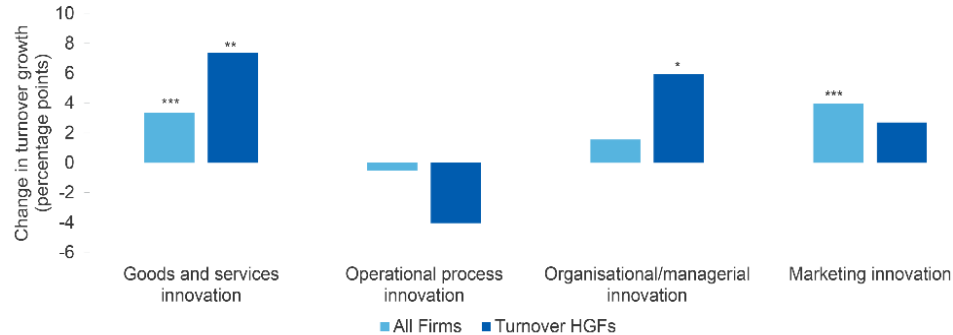 Change in turnover growth
(percentage points)
10
8
6
4
2
0
-2
-4
-6
***
**
*
***
Goods and services
innovation
Operational process
innovation
Organisational/managerial
innovation
Marketing innovation
All Firms
Turnover HGFs